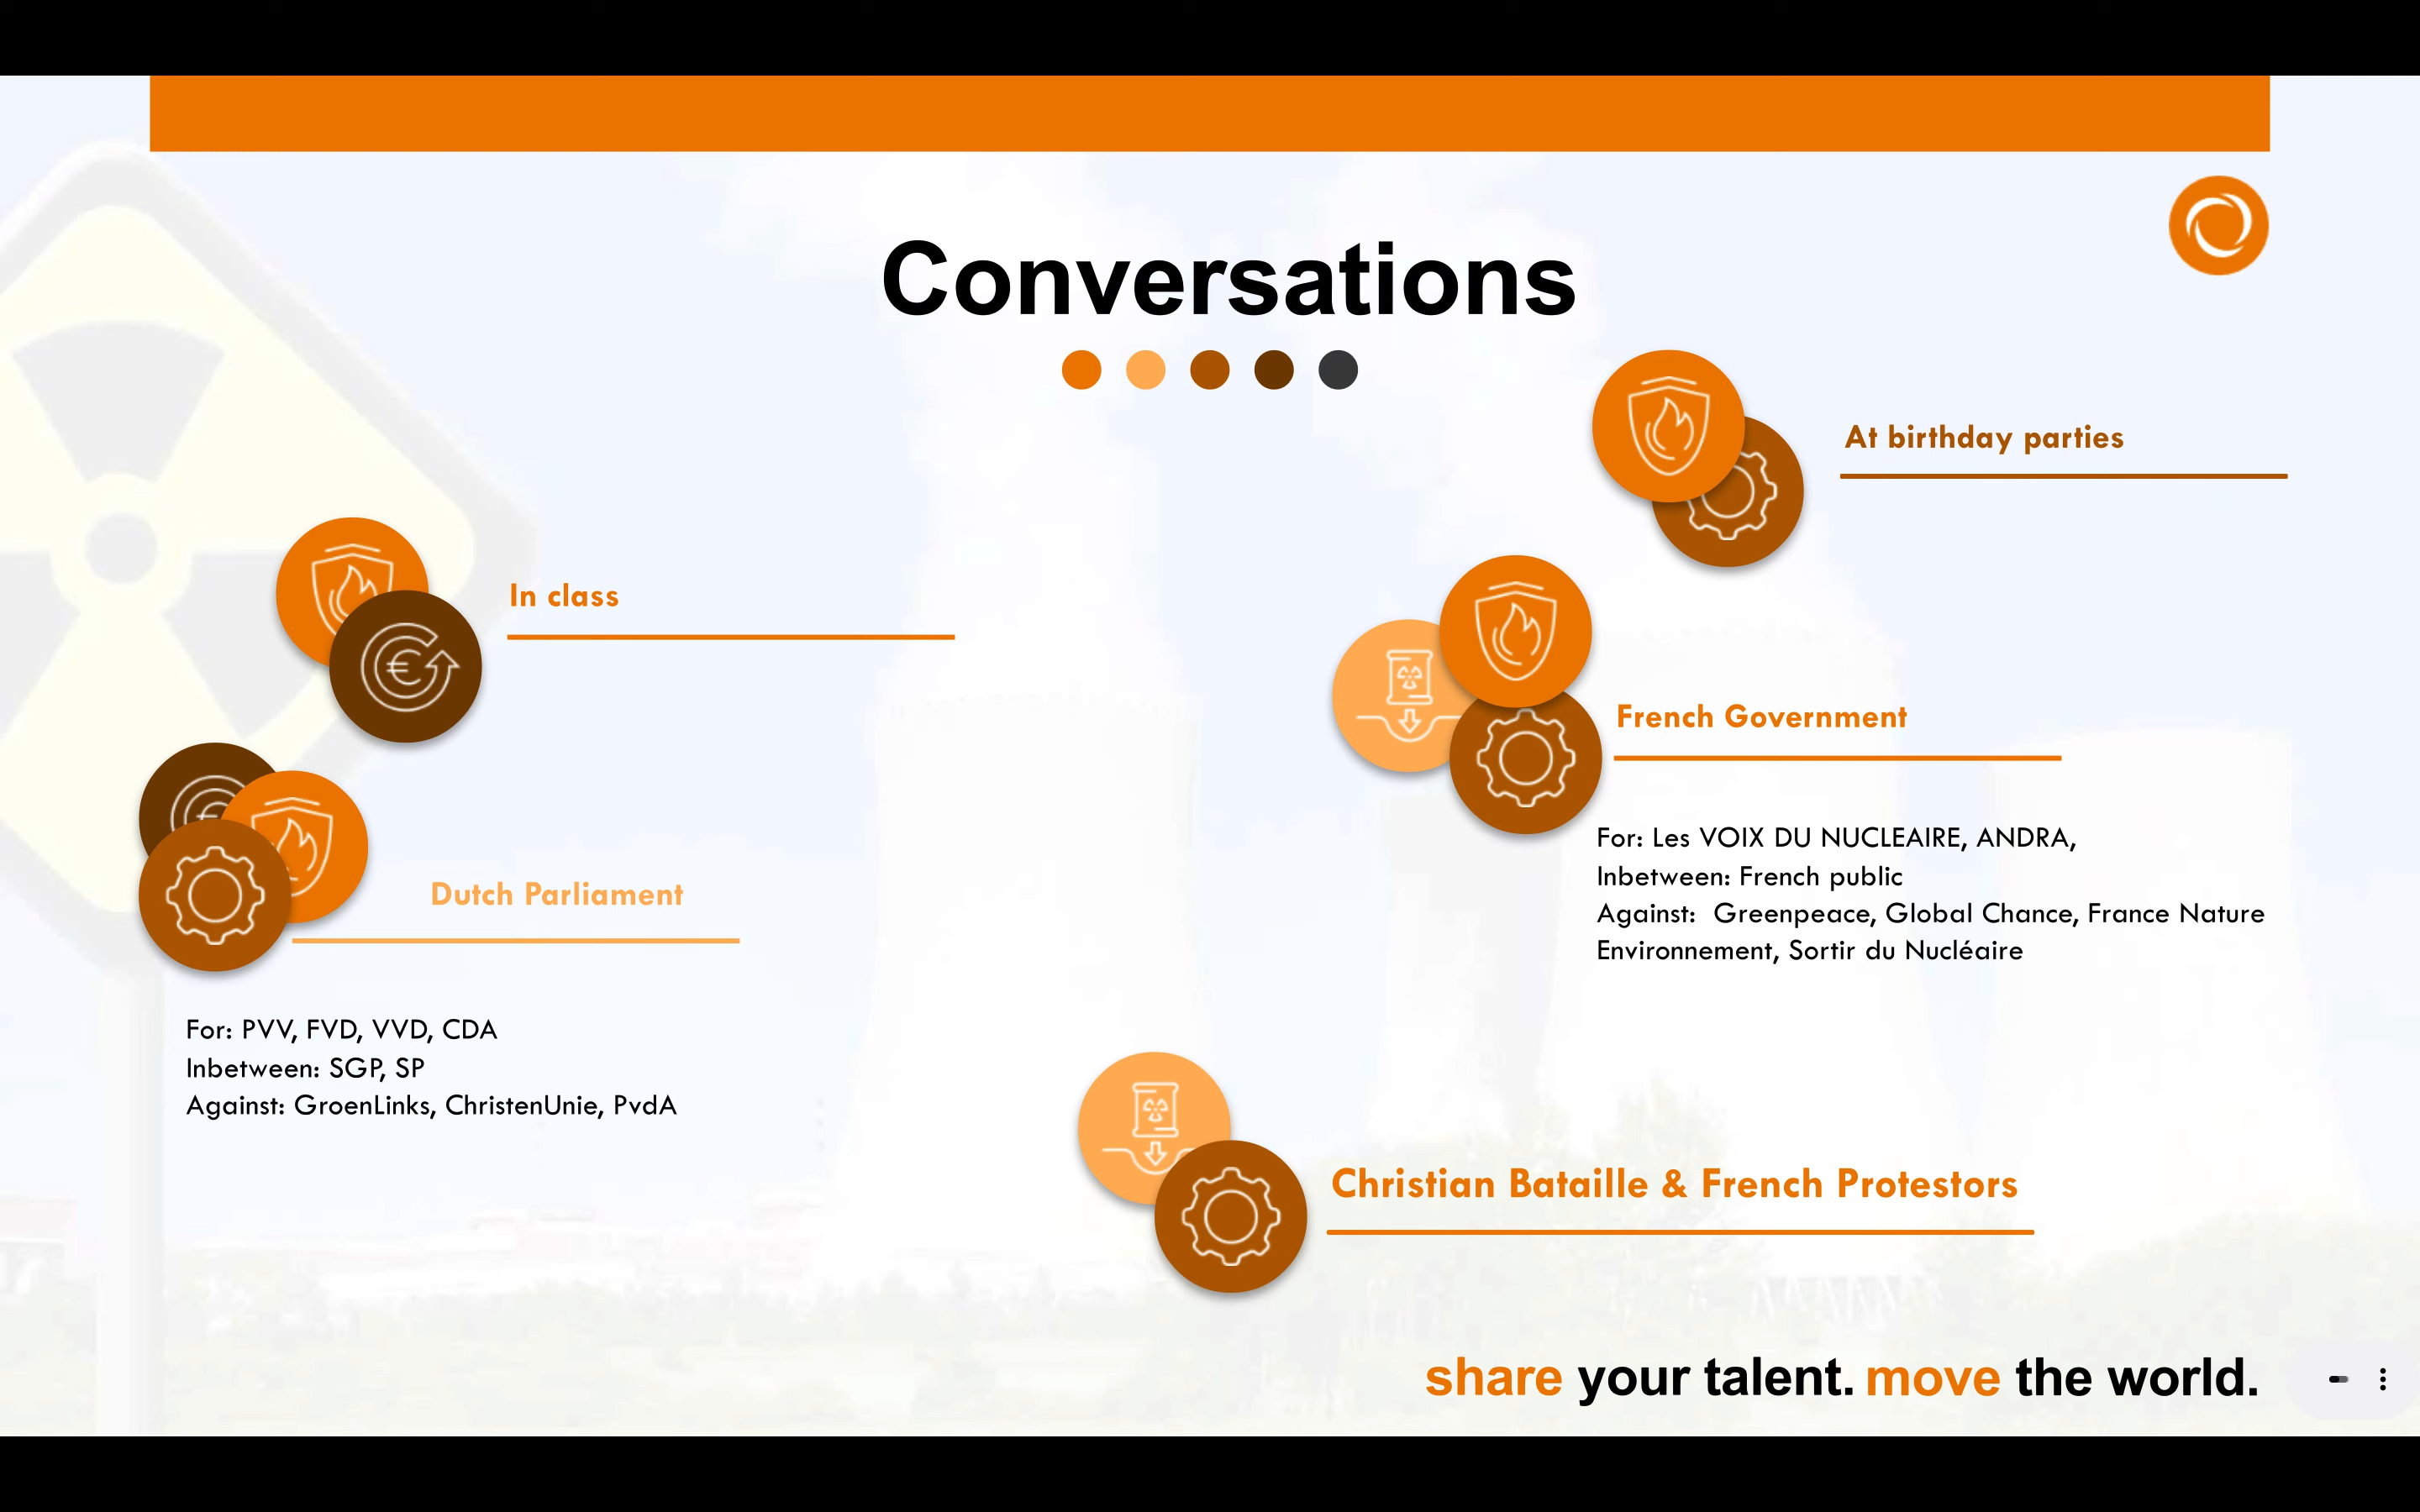 Conversations
At birthday parties
In class
French Government
Dutch Parliament
For: Les VOIX DU NUCLEAIRE, ANDRA,
Inbetween: French public
Against:  Greenpeace, Global Chance, France Nature
Environnement, Sortir du Nucléaire
For: PVV, FVD, VVD, CDA
Inbetween: SGP, SP
Against: GroenLinks, ChristenUnie, PvdA
Christian Bataille & French Protestors
share your talent. move the world.